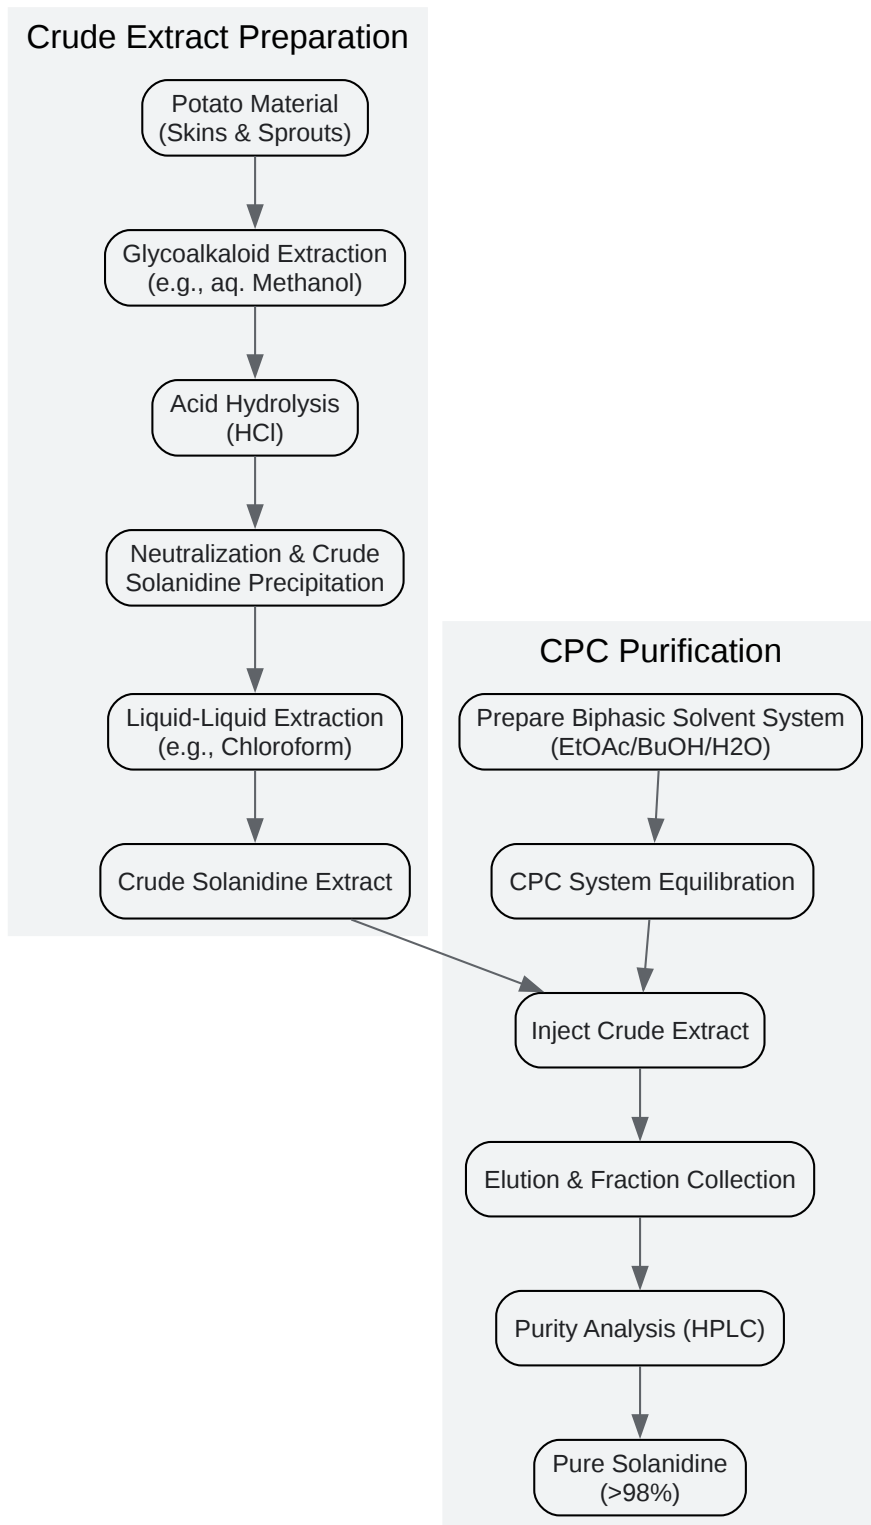 Crude Extract Preparation
Potato Material
(Skins & Sprouts)
Glycoalkaloid Extraction
(e.g., aq. Methanol)
Acid Hydrolysis
(HCl)
Neutralization & Crude
Solanidine Precipitation
Liquid-Liquid Extraction
(e.g., Chloroform)
Crude Solanidine Extract
CPC Purification
Prepare Biphasic Solvent System
(EtOAc/BuOH/H2O)
CPC System Equilibration
Inject Crude Extract
Elution & Fraction Collection
Purity Analysis (HPLC)
Pure Solanidine
(>98%)